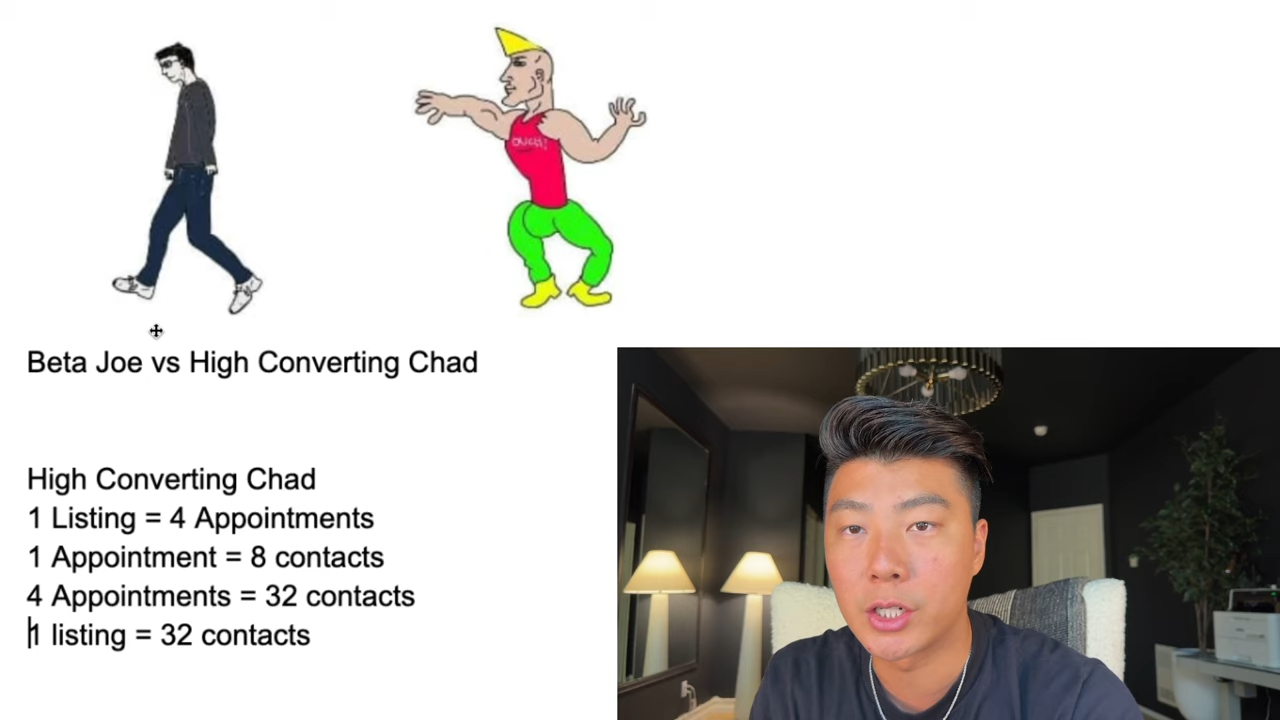 OUCH!
Beta Joe vs High Converting Chad
High Converting Chad
1 Listing = 4 Appointments
1 Appointment = 8 contacts
4 Appointments = 32 contacts
1 listing = 32 contacts